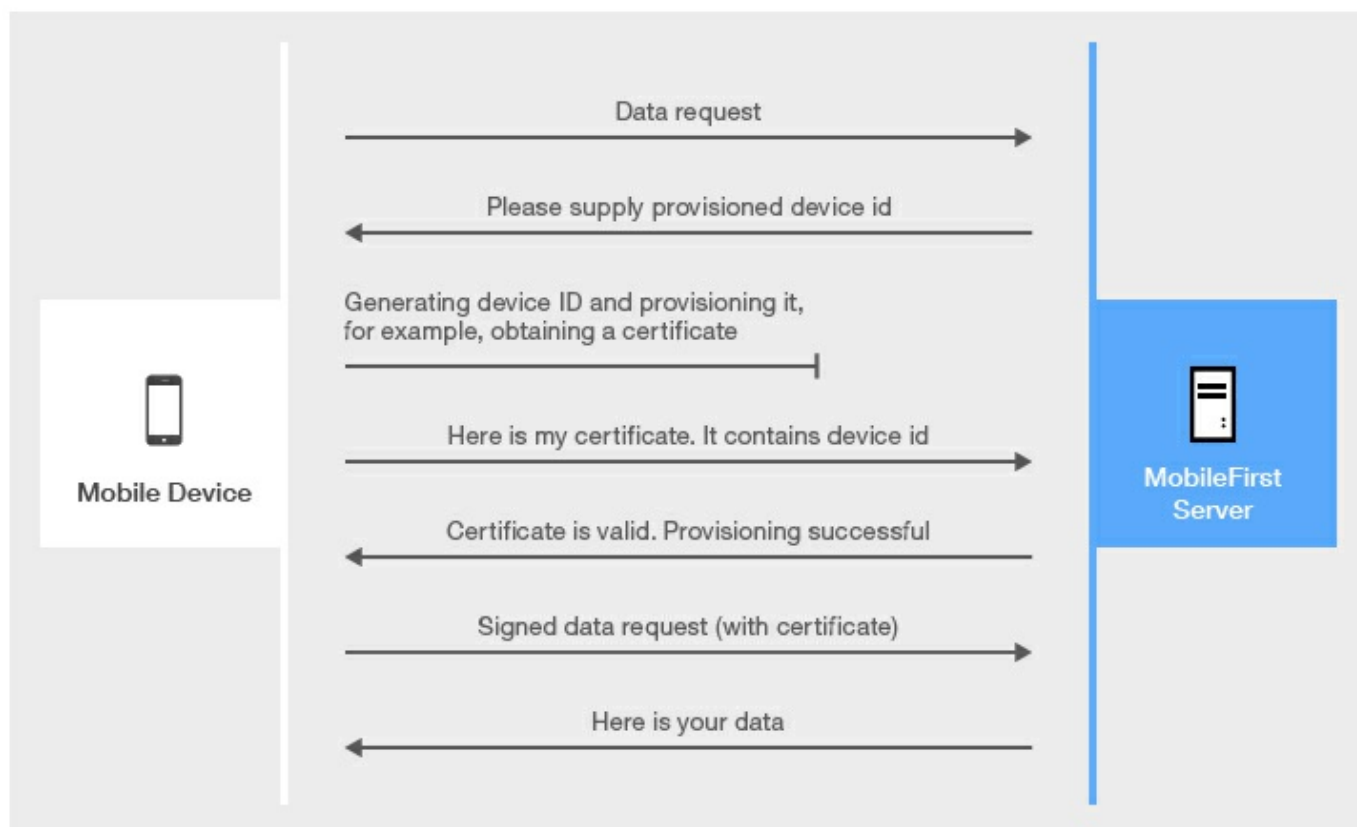 Data request
Please supply provisioned device id
Generating device ID and provisioning it,
for example, obtaining a certificate
Here is my certificate. It contains device id
Mobile Device
MobileFirst
Server
Certificate is valid. Provisioning successful
Signed data request (with certificate)
Here is your data